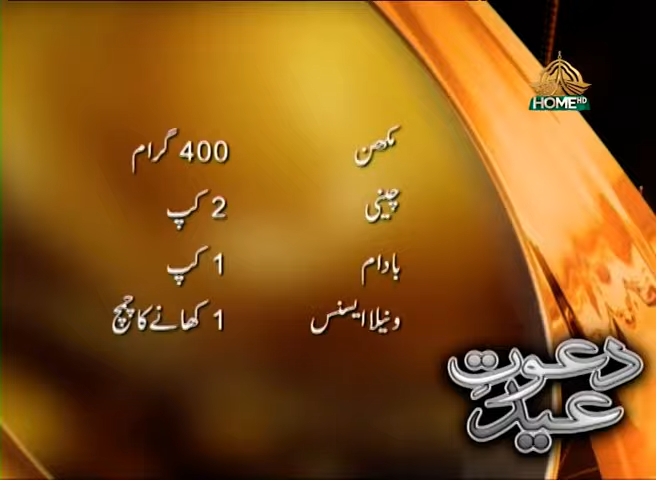 HOME HD
مکھن 400 گرام
چینی 2 کپ
بادام 1 کپ
ونیلا ایسنس 1 کھانے کا چمچ
دعوتِ
عید